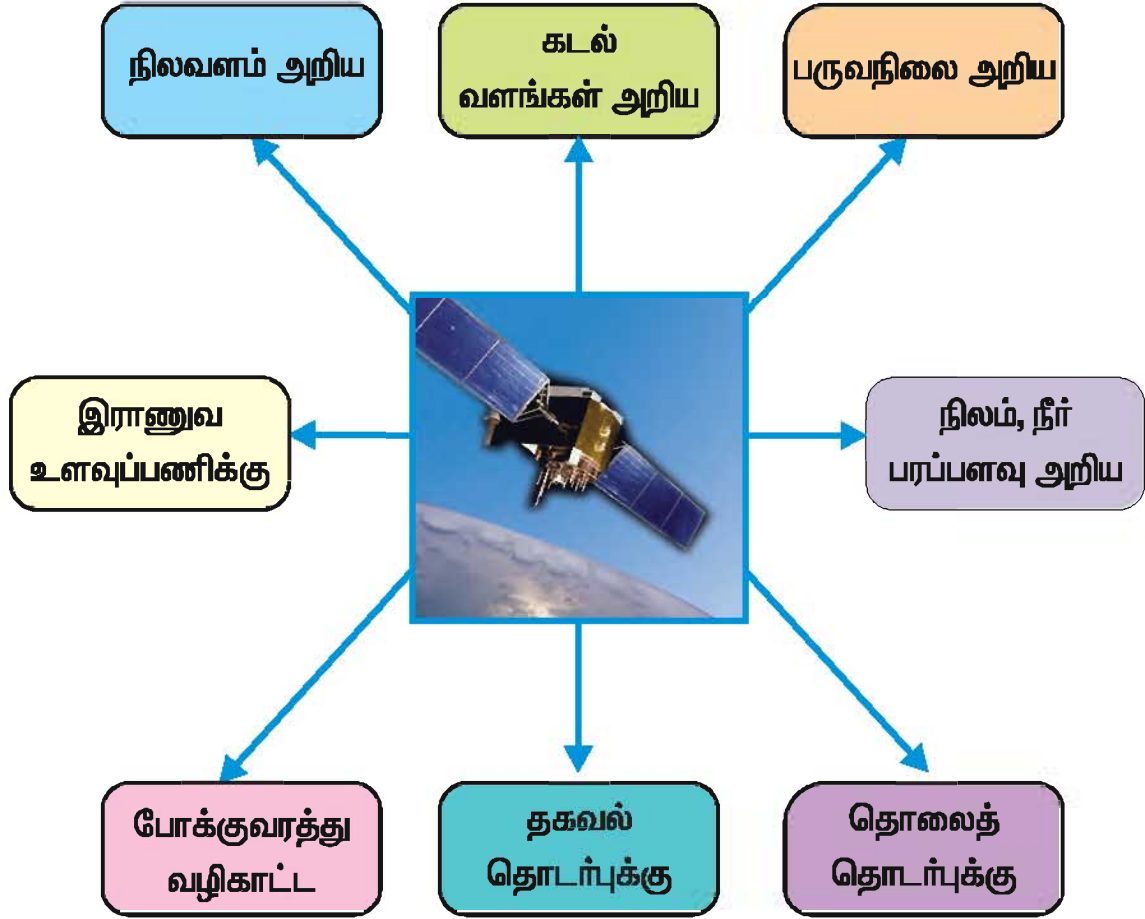 நிலவளம் அறிய
கடல்
வளங்கள் அறிய
பருவநிலை அறிய
இராணுவ
உளவுப்பணிக்கு
நிலம், நீர்
பரப்பளவு அறிய
போக்குவரத்து
வழிகாட்ட
தகவல்
தொடர்புக்கு
தொலைத்
தொடர்புக்கு